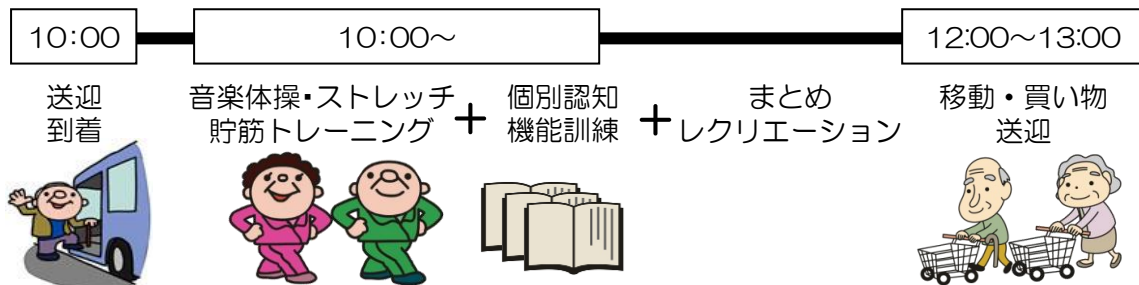 10:00
10:00～
12:00～13:00
送迎
到着
音楽体操・ストレッチ
貯筋トレーニング
＋
個別認知
機能訓練
＋
まとめ
レクリエーション
移動・買い物
送迎